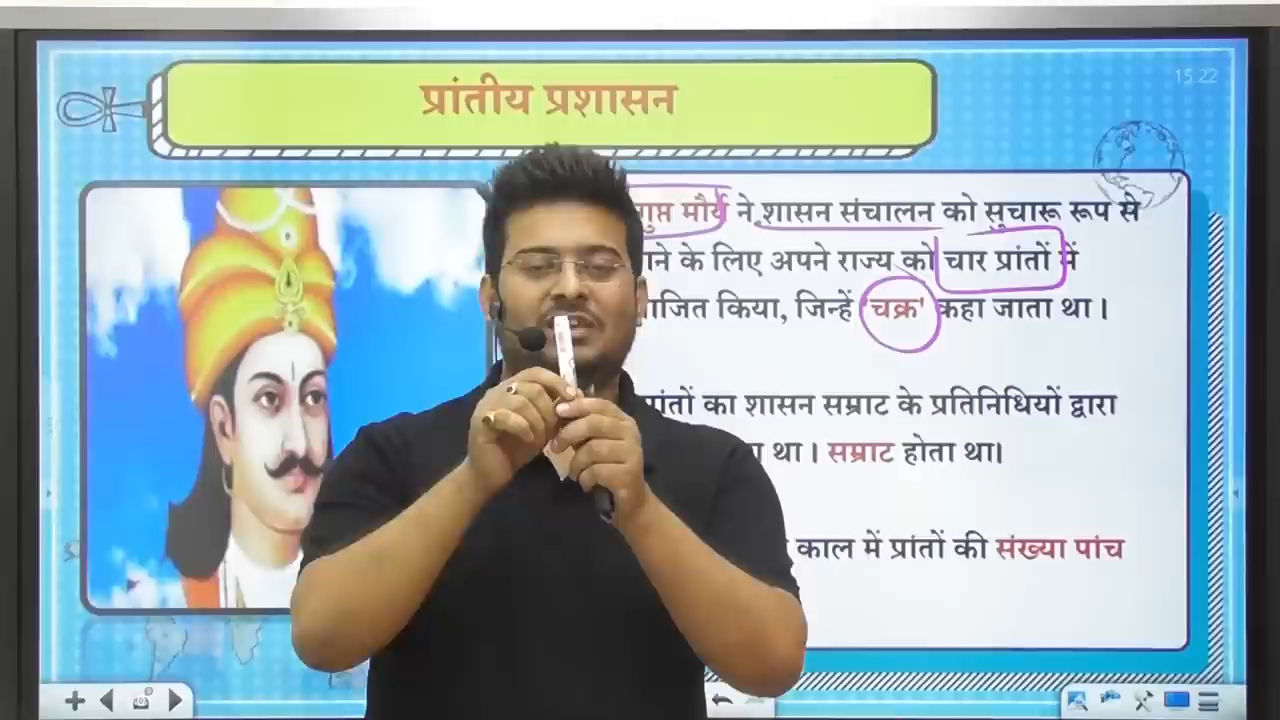 15:22
प्रांतीय प्रशासन
गुप्त मौर्य ने शासन संचालन को सुचारू रूप से
के लिए अपने राज्य को चार प्रांतों में
किया, जिन्हें 'चक्र' कहा जाता था।
का शासन सम्राट के प्रतिनिधियों द्वारा
था। सम्राट होता था।
काल में प्रांतों की संख्या पांच